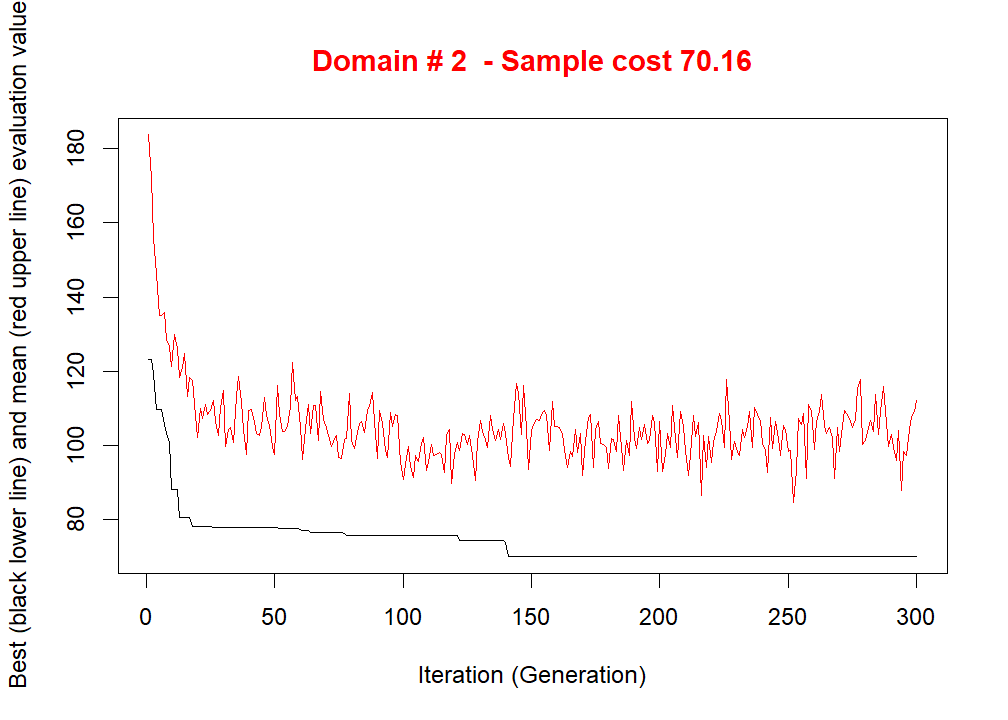 Domain # 2  - Sample cost 70.16
Best (black lower line) and mean (red upper line) evaluation value
180
160
140
120
100
80
0 50 100 150 200 250 300
Iteration (Generation)